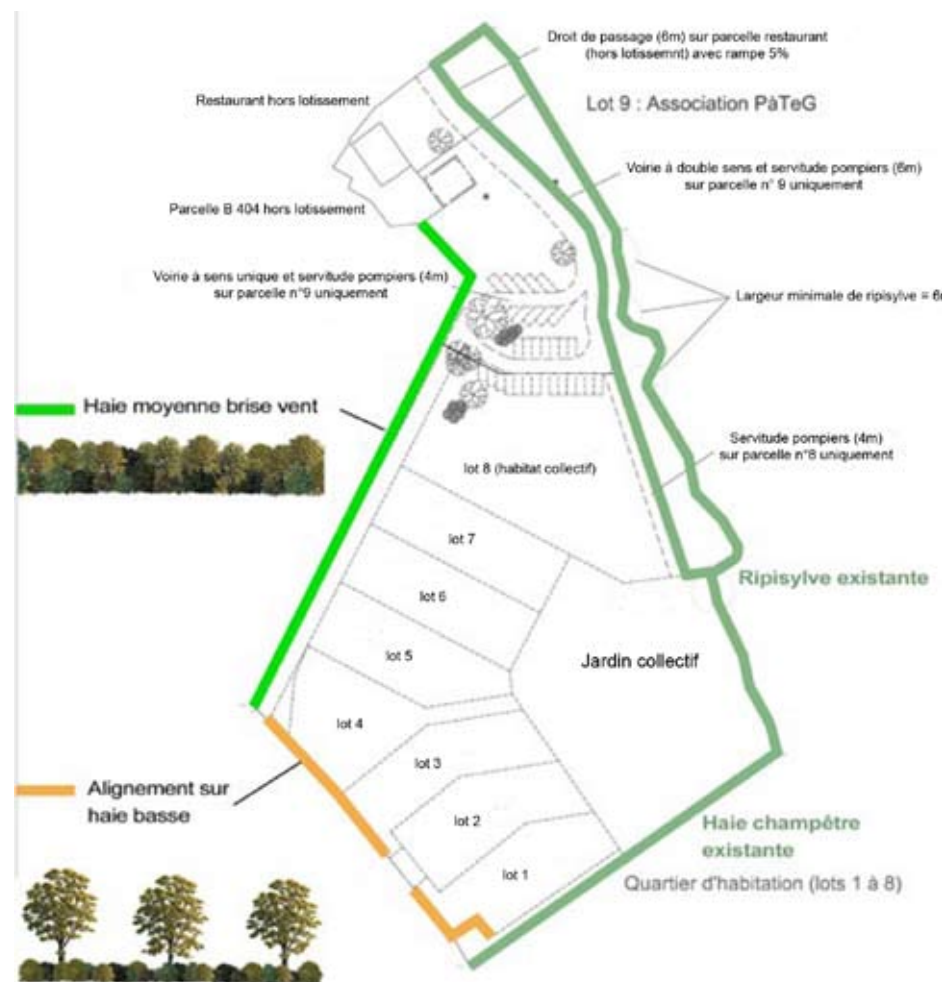 Droit de passage (6m) sur parcelle restaurant
(hors lotissemnt) avec rampe 5%
Restaurant hors lotissement
Lot 9 : Association PàTeG
Voirie à double sens et servitude pompiers (6m)
sur parcelle n° 9 uniquement
Parcelle B 404 hors lotissement
Voirie à sens unique et servitude pompiers (4m)
sur parcelle n°9 uniquement
Largeur minimale de ripisylve = 6m
Haie moyenne brise vent
Servitude pompiers (4m)
sur parcelle n°8 uniquement
lot 8 (habitat collectif)
lot 7
Ripisylve existante
lot 6
lot 5
Jardin collectif
lot 4
lot 3
Alignement sur
haie basse
lot 2
Haie champêtre
existante
lot 1
Quartier d'habitation (lots 1 à 8)